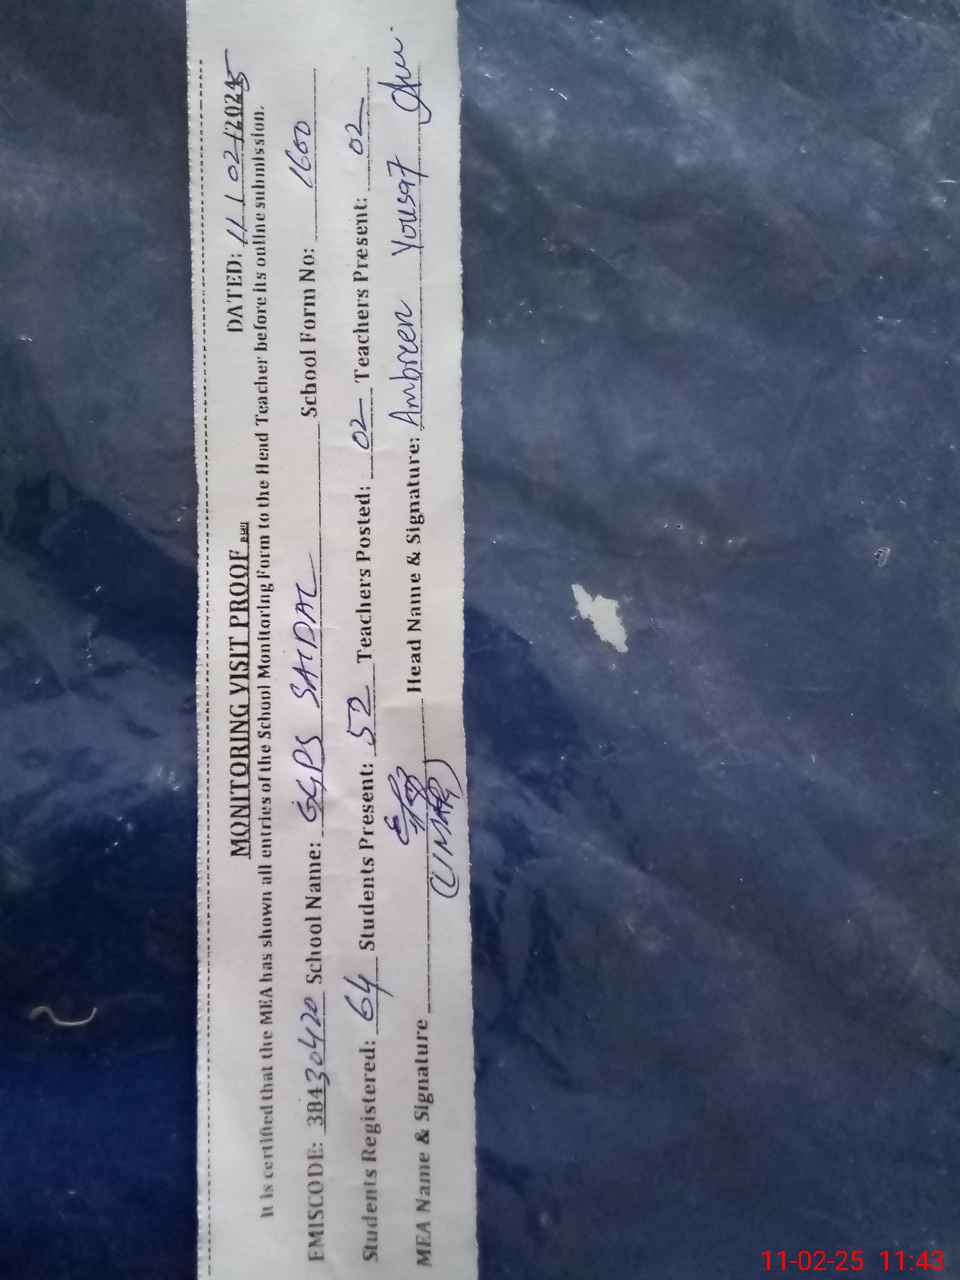 MONITORING VISIT PROOF
DATED: 11/02/2025
It is certified that the MEA has shown all entries of the School Monitoring Form to the Head Teacher before its online submission.
EMISCODE: 38430420 School Name: GGPS SAIDAL School Form No: 1600
Students Registered: 64 Students Present: 52 Teachers Posted: 02 Teachers Present: 02
MEA Name & Signature (UMAR) Head Name & Signature: Ambreen Yousaf
11-02-25 11:43